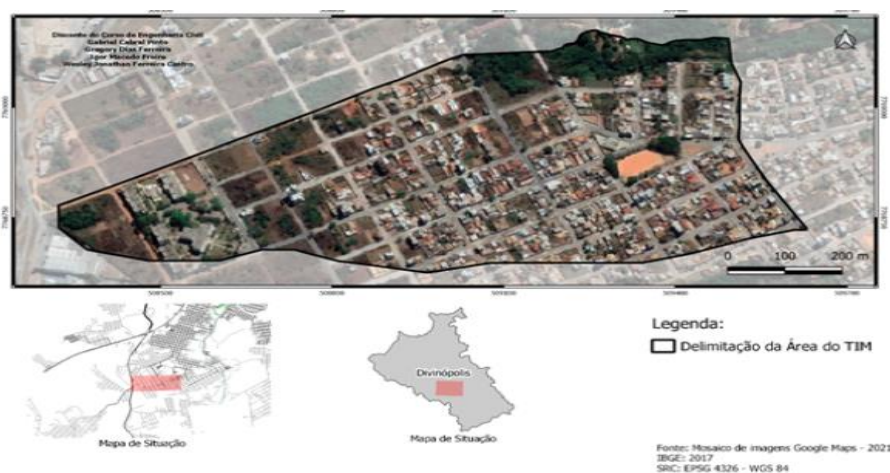 Discente do Curso de Engenharia Civil
Gabriel Cabral Pinto
Gregory Dias Ferreira
Igor Macedo
Wesley Jonathan Ferreira Castro
0 100 200 m
Legenda:
Delimitação da Área do TIM
Divinópolis
Mapa de Situação
Mapa de Situação
Fonte: Mosaico de imagens Google Maps - 2021
IBGE: 2017
SRC: EPSG 4326 - WGS 84